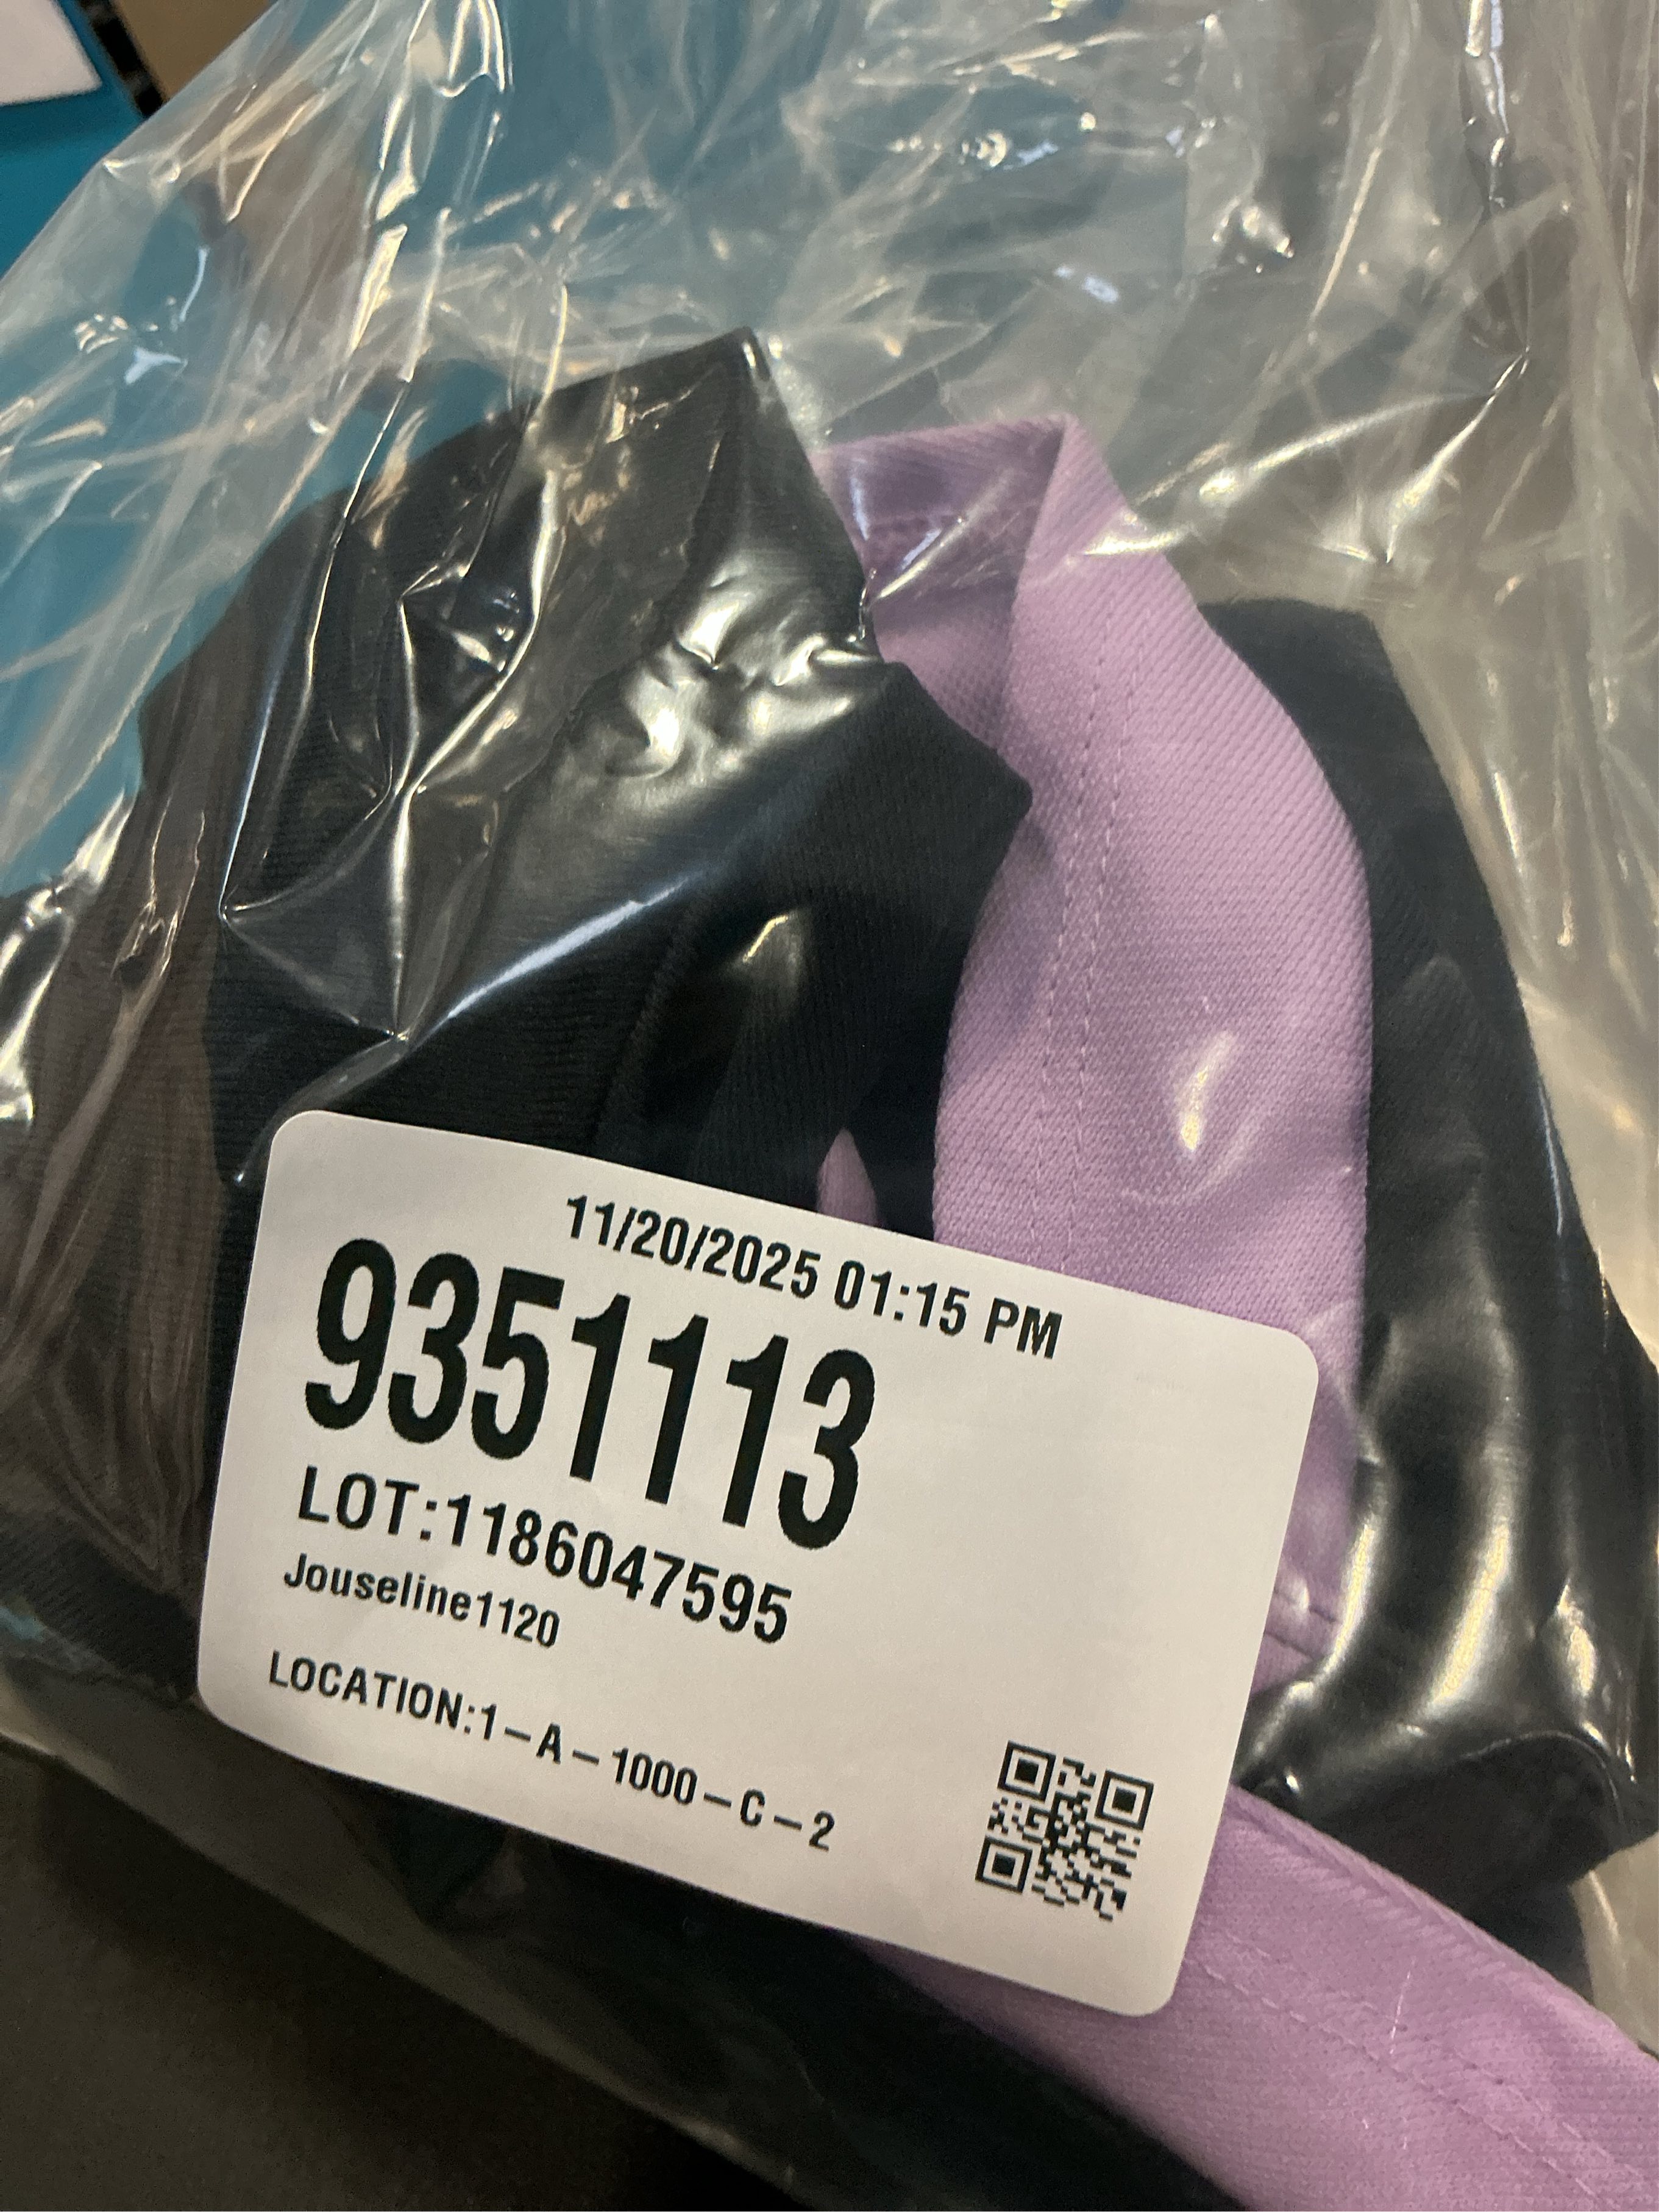 11/20/2025 01:15 PM
9351113
LOT:1186047595
Jouseline1120
LOCATION:1-A-1000-C-2